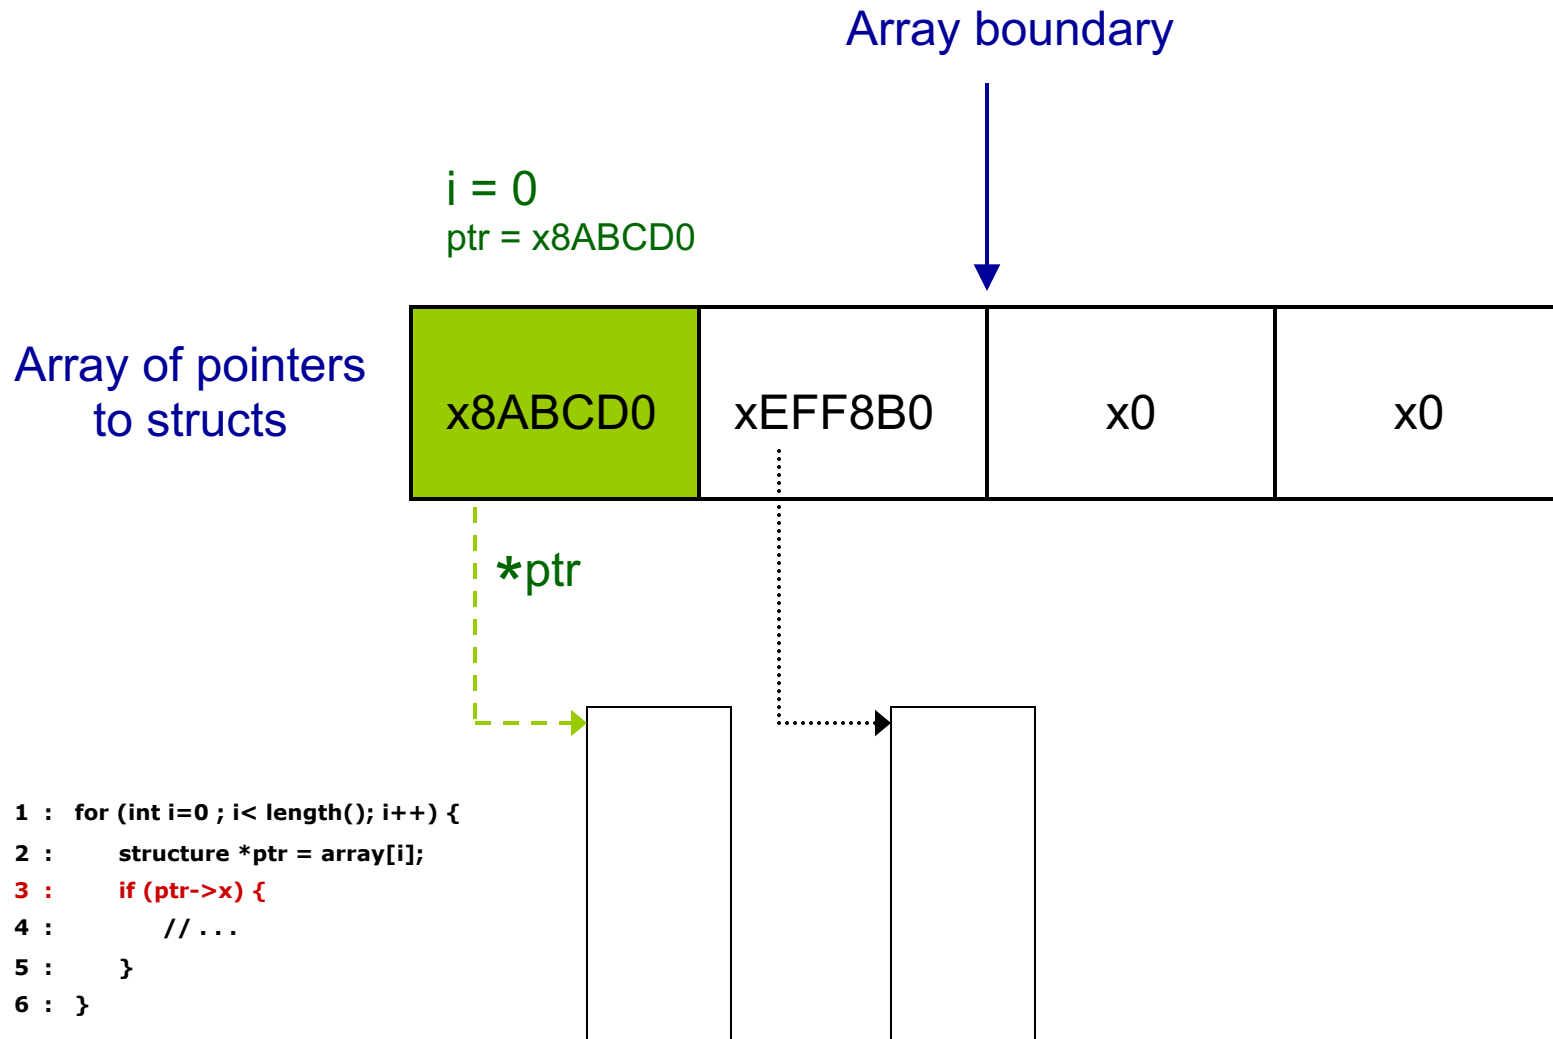 Array boundary
i = 0
ptr = x8ABCD0
Array of pointers
to structs
x8ABCD0 xEFF8B0 x0 x0
*ptr
1 : for (int i=0 ; i< length(); i++) {
2 : structure *ptr = array[i];
3 : if (ptr->x) {
4 : // . . .
5 : }
6 : }